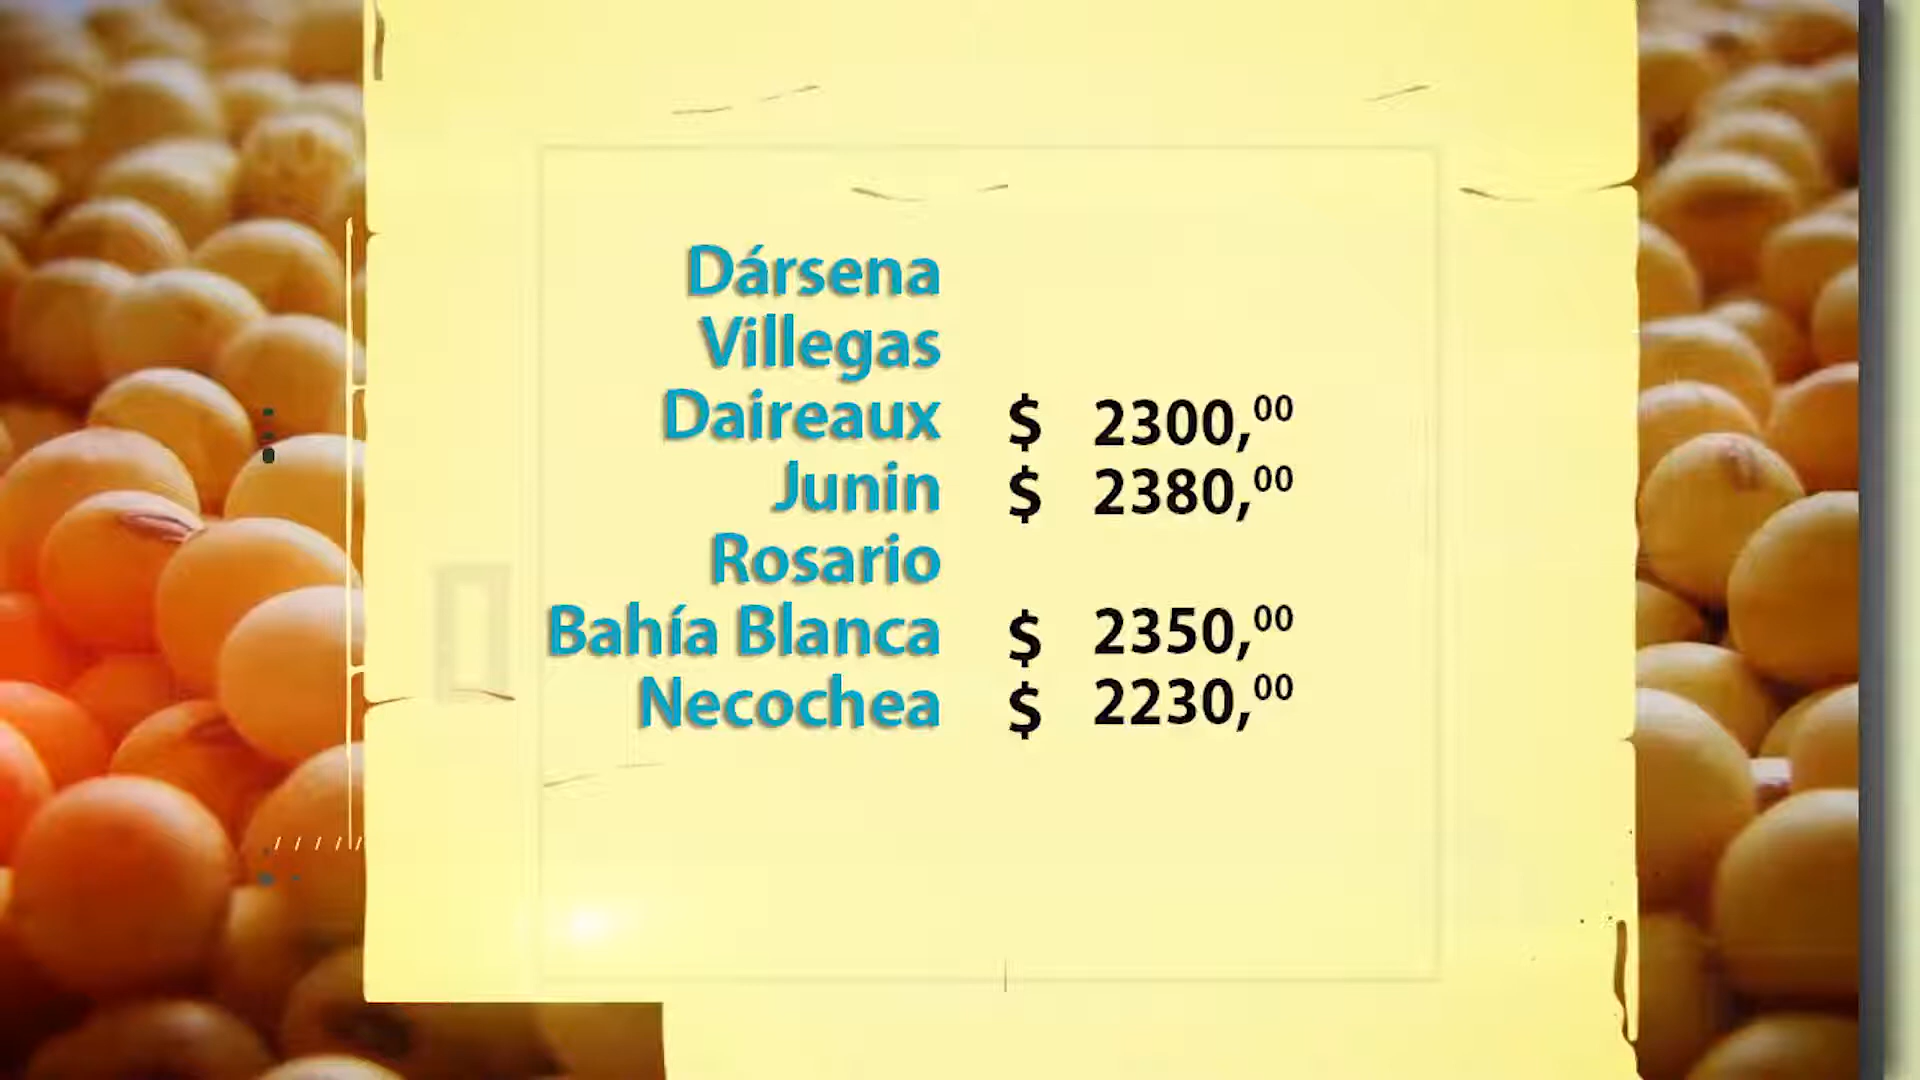 Dársena
Villegas
Daireaux $ 2300,00
Junin $ 2380,00
Rosario
Bahía Blanca $ 2350,00
Necochea $ 2230,00